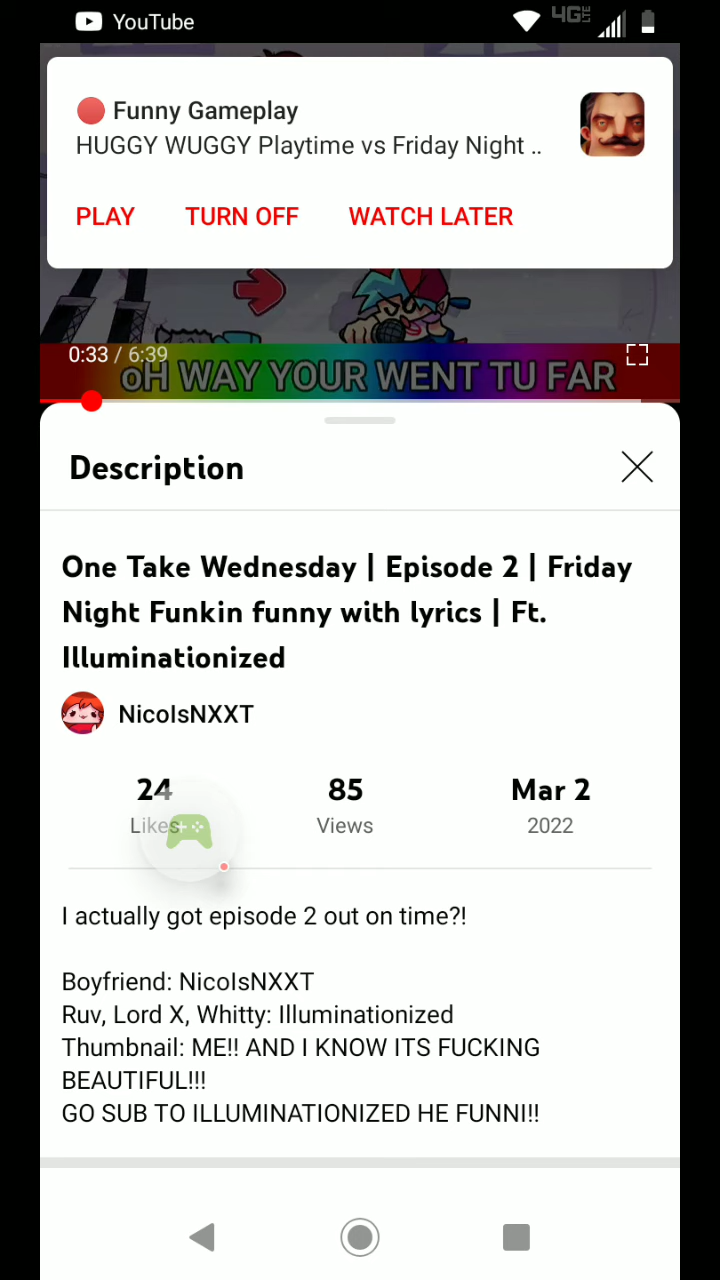 YouTube
4G LTE
Funny Gameplay
HUGGY WUGGY Playtime vs Friday Night ..
PLAY TURN OFF WATCH LATER
0:33 / 6:39
oH WAY YOUR WENT TU FAR
Description
One Take Wednesday | Episode 2 | Friday
Night Funkin funny with lyrics | Ft.
Illuminationized
NicoIsNXXT
24 85 Mar 2
Likes Views 2022
I actually got episode 2 out on time?!
Boyfriend: NicoIsNXXT
Ruv, Lord X, Whitty: Illuminationized
Thumbnail: ME!! AND I KNOW ITS FUCKING
BEAUTIFUL!!!
GO SUB TO ILLUMINATIONIZED HE FUNNI!!